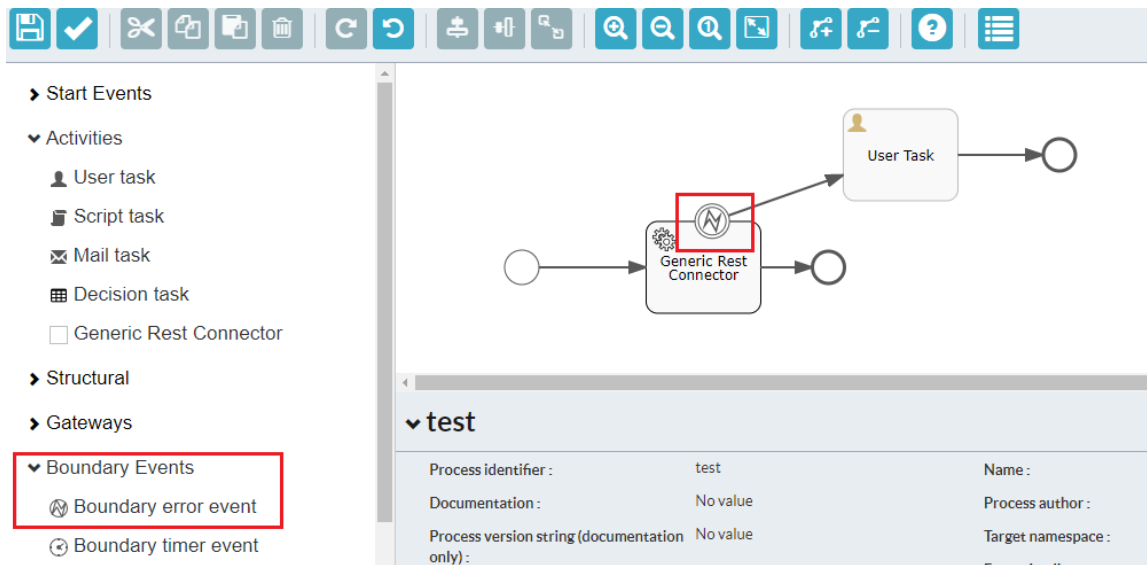 Start Events
Activities
User task
Script task
Mail task
Decision task
Generic Rest Connector
Structural
Gateways
Boundary Events
Boundary error event
Boundary timer event
User Task
Generic Rest
Connector
test
Process identifier :
test
Name :
Documentation :
No value
Process author :
Process version string (documentation
only) :
No value
Target namespace :